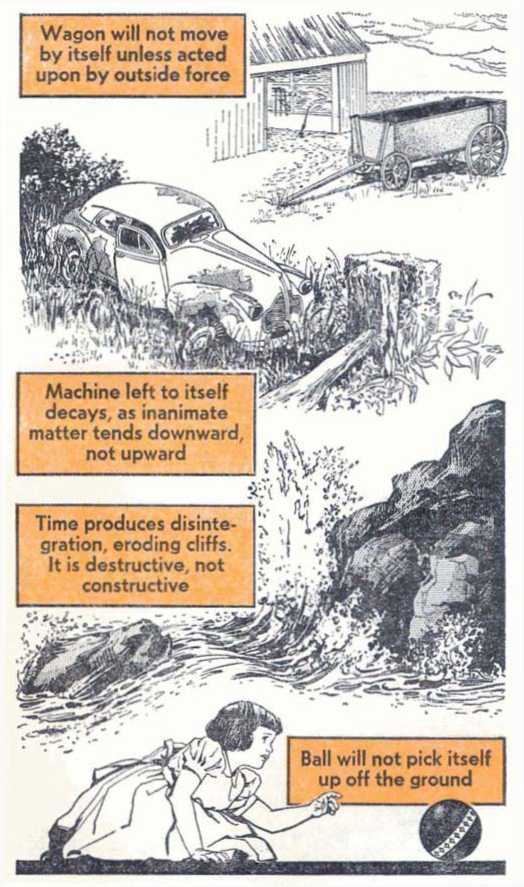 Wagon will not move
by itself unless acted
upon by outside force
Machine left to itself
decays, as inanimate
matter tends downward,
not upward
Time produces disinte-
gration, eroding cliffs.
It is destructive, not
constructive
Ball will not pick itself
up off the ground